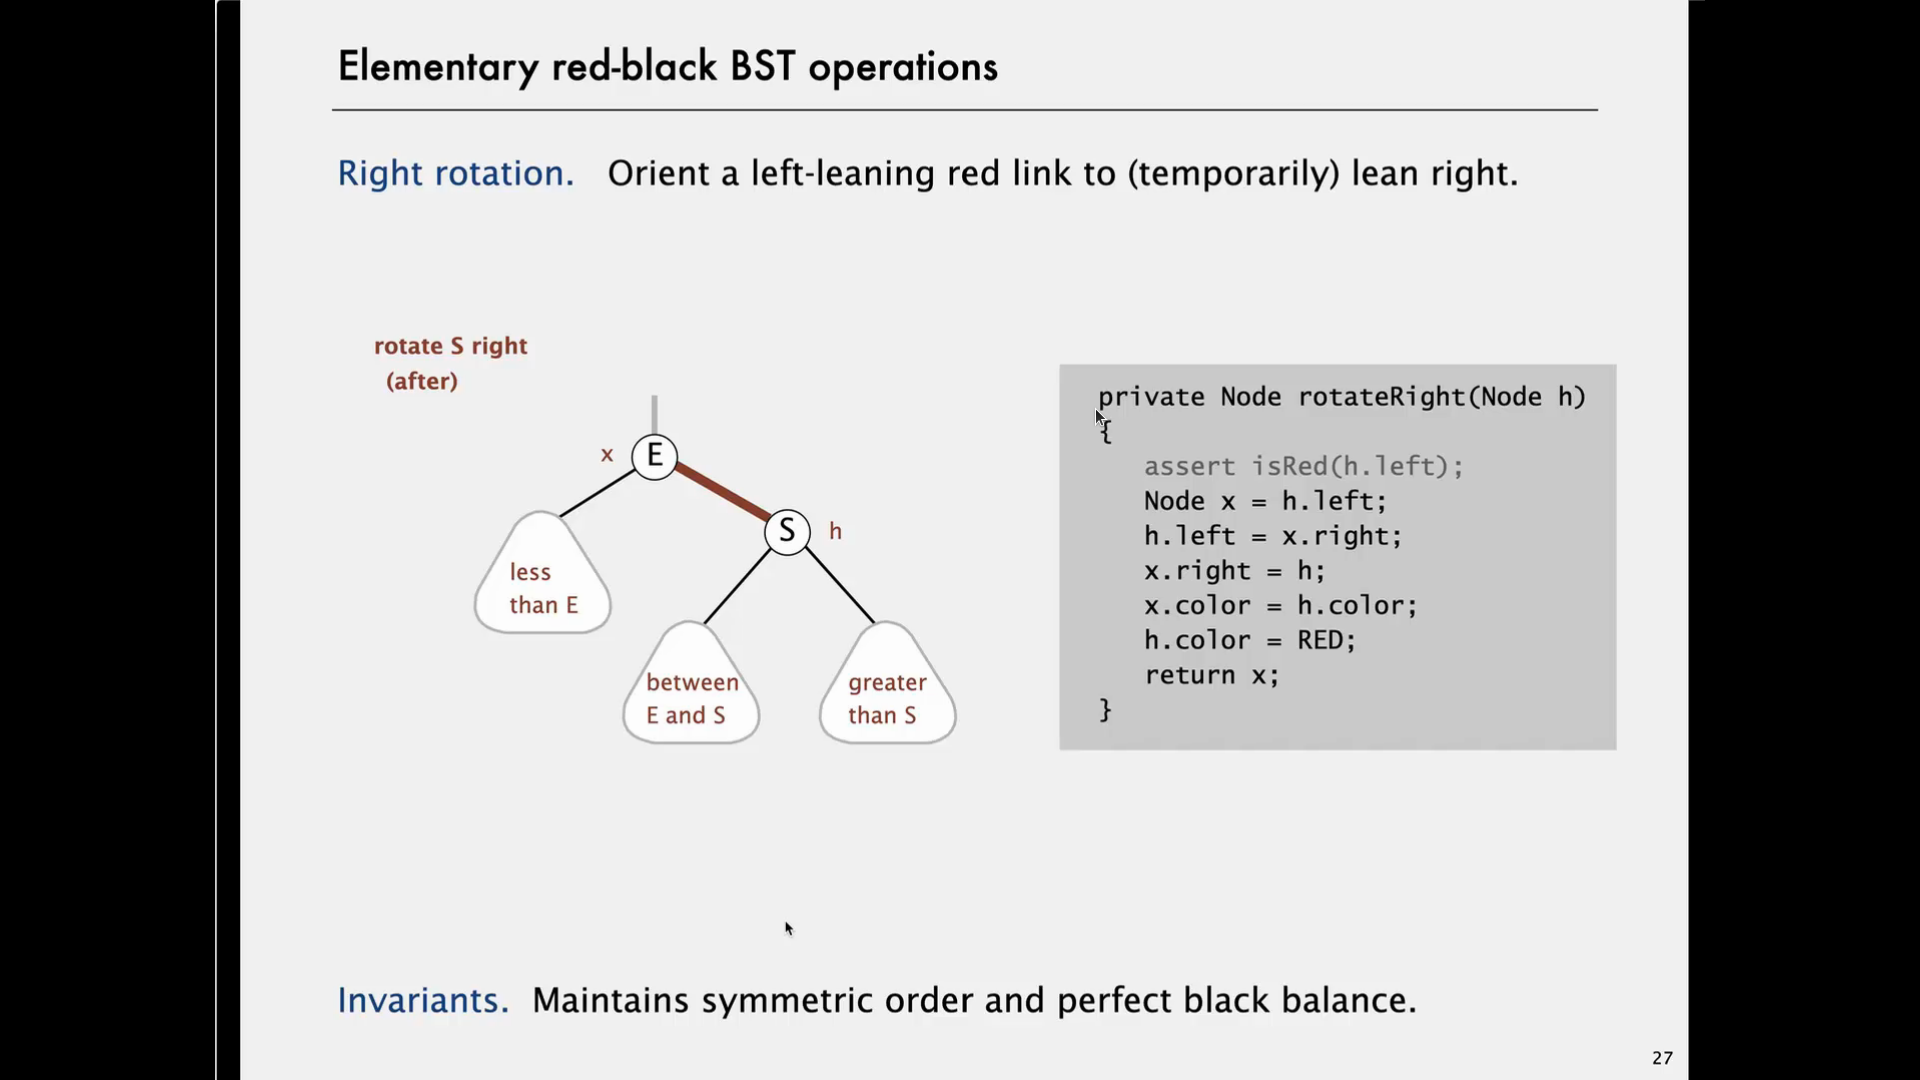 Elementary red-black BST operations
Right rotation. Orient a left-leaning red link to (temporarily) lean right.
rotate S right
(after)
x
E
S
h
less
than E
between
E and S
greater
than S
private Node rotateRight(Node h)
{
assert isRed(h.left);
Node x = h.left;
h.left = x.right;
x.right = h;
x.color = h.color;
h.color = RED;
return x;
}
Invariants. Maintains symmetric order and perfect black balance.
27